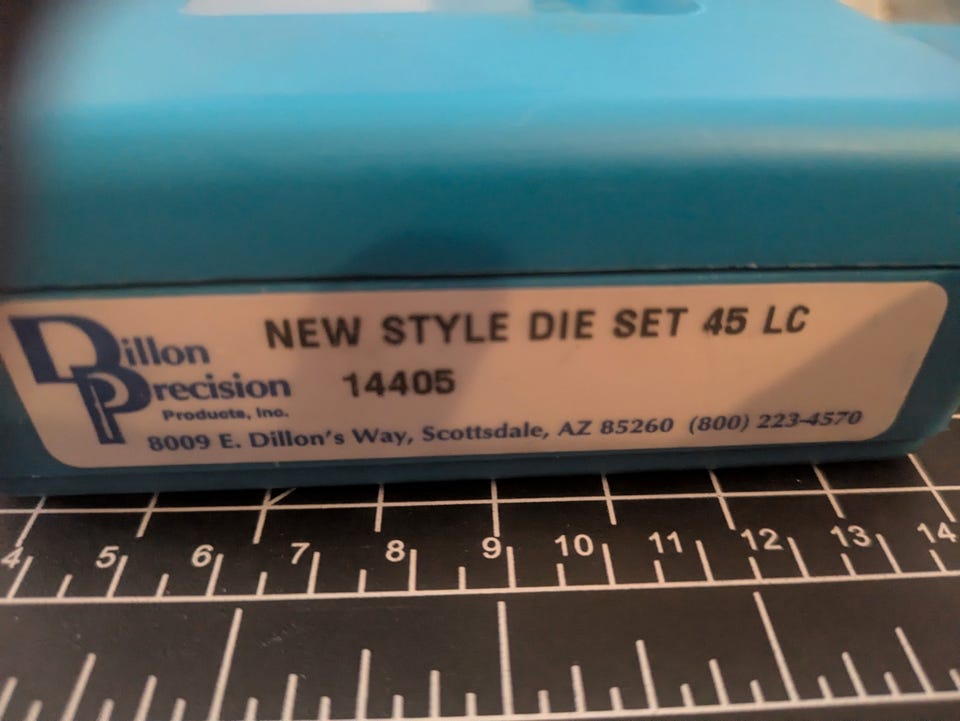 NEW STYLE DIE SET 45 LC
Dillon
Precision 14405
Products, Inc.
8009 E. Dillon's Way, Scottsdale, AZ 85260 (800) 223-4570
4 5 6 7 8 9 10 11 12 13 14